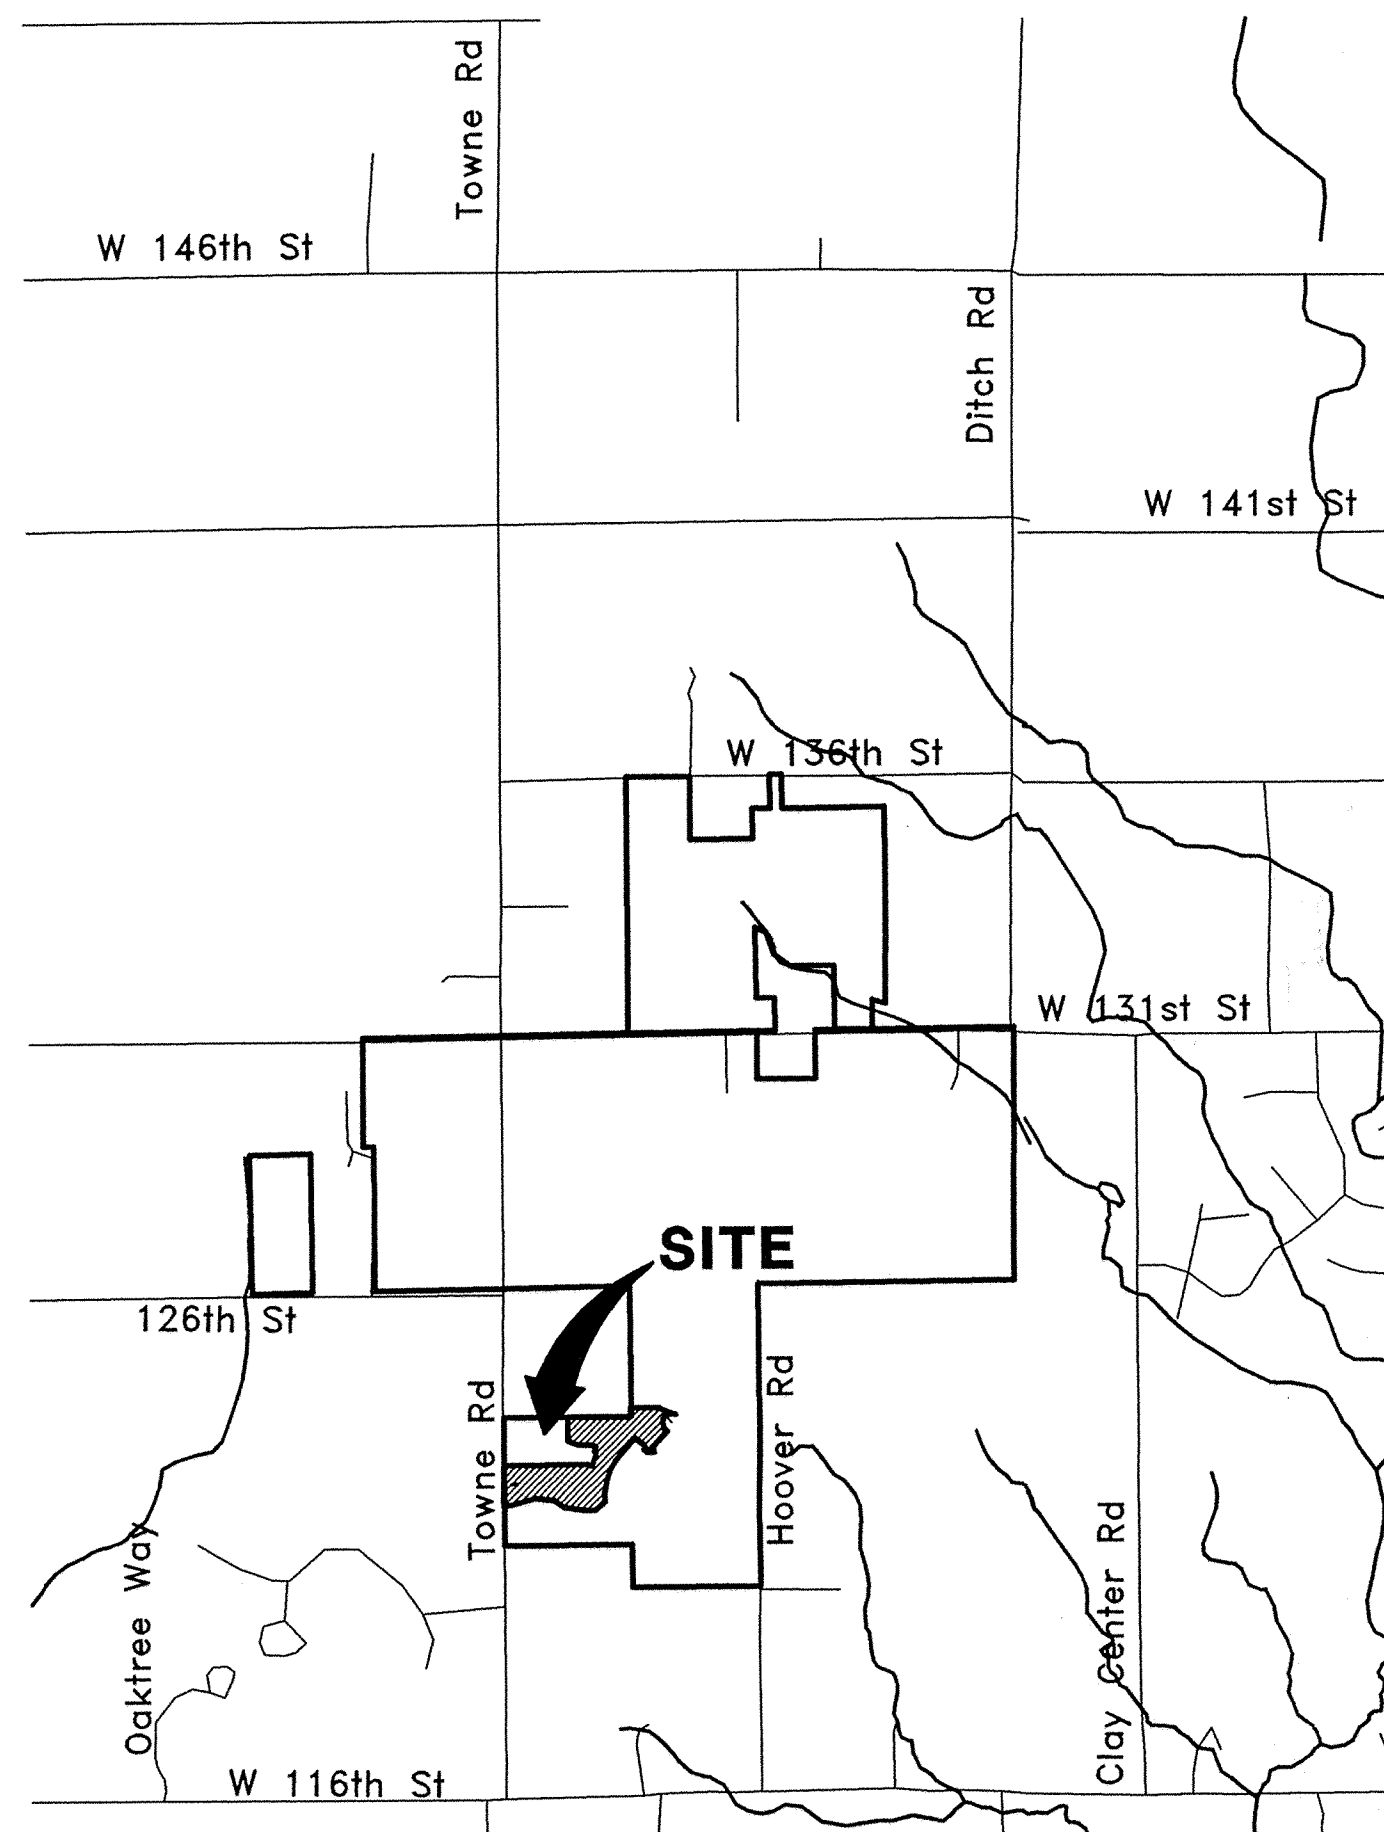 Towne Rd
W 146th St
Ditch Rd
W 141st St
W 136th St
W 131st St
SITE
126th St
Hoover Rd
Towne Rd
Clay Center Rd
Oaktree Way
W 116th St